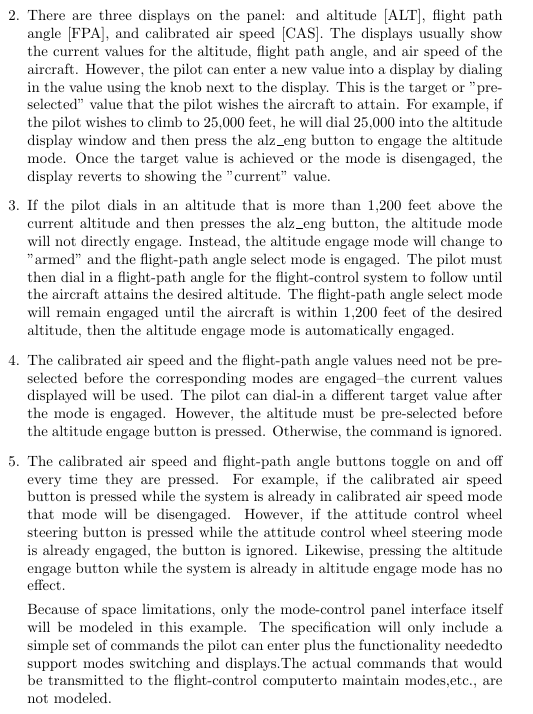 2. There are three displays on the panel: and altitude [ALT], flight path
angle [FPA], and calibrated air speed [CAS]. The displays usually show
the current values for the altitude, flight path angle, and air speed of the
aircraft. However, the pilot can enter a new value into a display by dialing
in the value using the knob next to the display. This is the target or ”pre-
selected” value that the pilot wishes the aircraft to attain. For example, if
the pilot wishes to climb to 25,000 feet, he will dial 25,000 into the altitude
display window and then press the alz_eng button to engage the altitude
mode. Once the target value is achieved or the mode is disengaged, the
display reverts to showing the ”current” value.
3. If the pilot dials in an altitude that is more than 1,200 feet above the
current altitude and then presses the alz_eng button, the altitude mode
will not directly engage. Instead, the altitude engage mode will change to
”armed” and the flight-path angle select mode is engaged. The pilot must
then dial in a flight-path angle for the flight-control system to follow until
the aircraft attains the desired altitude. The flight-path angle select mode
will remain engaged until the aircraft is within 1,200 feet of the desired
altitude, then the altitude engage mode is automatically engaged.
4. The calibrated air speed and the flight-path angle values need not be pre-
selected before the corresponding modes are engaged–the current values
displayed will be used. The pilot can dial-in a different target value after
the mode is engaged. However, the altitude must be pre-selected before
the altitude engage button is pressed. Otherwise, the command is ignored.
5. The calibrated air speed and flight-path angle buttons toggle on and off
every time they are pressed. For example, if the calibrated air speed
button is pressed while the system is already in calibrated air speed mode
that mode will be disengaged. However, if the attitude control wheel
steering button is pressed while the attitude control wheel steering mode
is already engaged, the button is ignored. Likewise, pressing the altitude
engage button while the system is already in altitude engage mode has no
effect.
Because of space limitations, only the mode-control panel interface itself
will be modeled in this example. The specification will only include a
simple set of commands the pilot can enter plus the functionality neededto
support modes switching and displays.The actual commands that would
be transmitted to the flight-control computerto maintain modes,etc., are
not modeled.